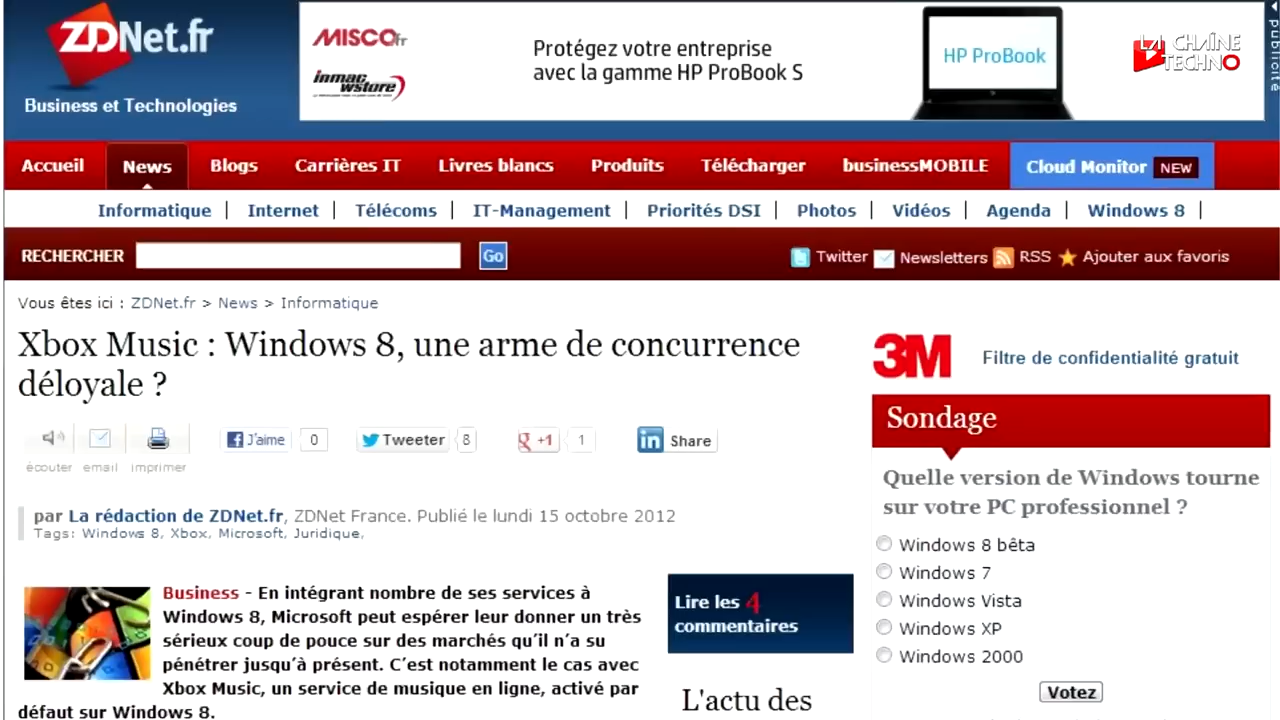 ZDNet.fr
Business et Technologies
MISCO.fr
inmac wstore
Protégez votre entreprise
avec la gamme HP ProBook S
HP ProBook
LA CHAÎNE
TECHNO
publicité
Accueil News Blogs Carrières IT Livres blancs Produits Télécharger businessMOBILE Cloud Monitor NEW
Informatique | Internet | Télécoms | IT-Management | Priorités DSI | Photos | Vidéos | Agenda | Windows 8 |
RECHERCHER Go Twitter Newsletters RSS Ajouter aux favoris
Vous êtes ici : ZDNet.fr > News > Informatique
Xbox Music : Windows 8, une arme de concurrence
déloyale ?
J'aime 0 Tweeter 8 +1 1 in Share
écouter email imprimer
par La rédaction de ZDNet.fr, ZDNet France. Publié le lundi 15 octobre 2012
Tags: Windows 8, Xbox, Microsoft, Juridique,
Business - En intégrant nombre de ses services à
Windows 8, Microsoft peut espérer leur donner un très
sérieux coup de pouce sur des marchés qu'il n'a su
pénétrer jusqu'à présent. C'est notamment le cas avec
Xbox Music, un service de musique en ligne, activé par
défaut sur Windows 8.
Lire les 4
commentaires
L'actu des
3M Filtre de confidentialité gratuit
Sondage
Quelle version de Windows tourne
sur votre PC professionnel ?
Windows 8 bêta
Windows 7
Windows Vista
Windows XP
Windows 2000
Votez